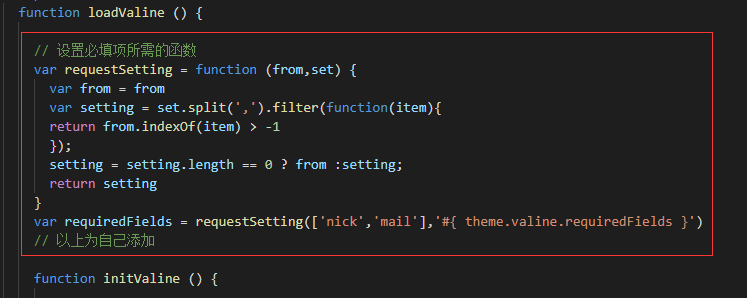 function loadValine () {
// 设置必填项所需的函数
var requestSetting = function (from,set) {
var from = from
var setting = set.split(',').filter(function(item){
return from.indexOf(item) > -1
});
setting = setting.length == 0 ? from :setting;
return setting
}
var requiredFields = requestSetting(['nick','mail'],'#{ theme.valine.requiredFields }')
// 以上为自己添加
function initValine () {